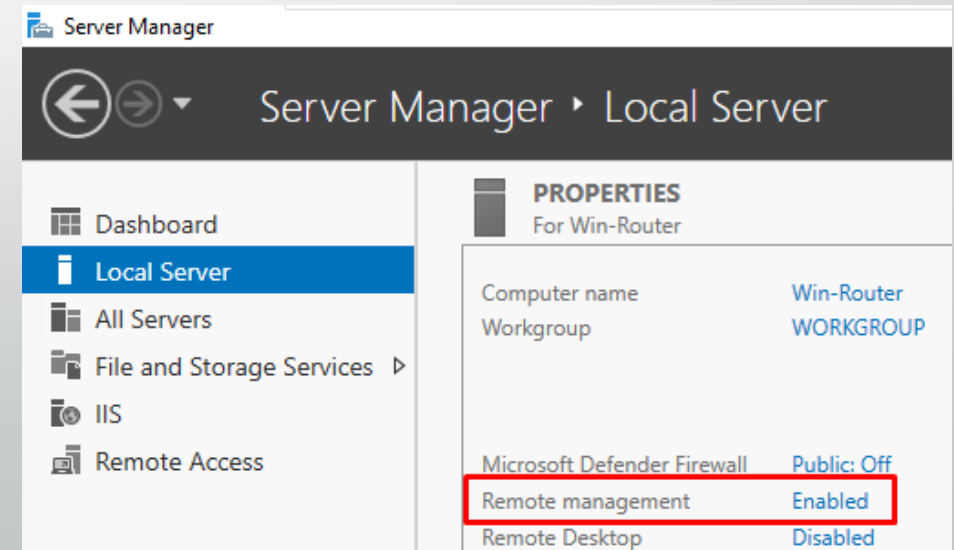 Server Manager
Server Manager ‣ Local Server
Dashboard
Local Server
All Servers
File and Storage Services
IIS
Remote Access
PROPERTIES
For Win-Router
Computer name Win-Router
Workgroup WORKGROUP
Microsoft Defender Firewall Public: Off
Remote management Enabled
Remote Desktop Disabled